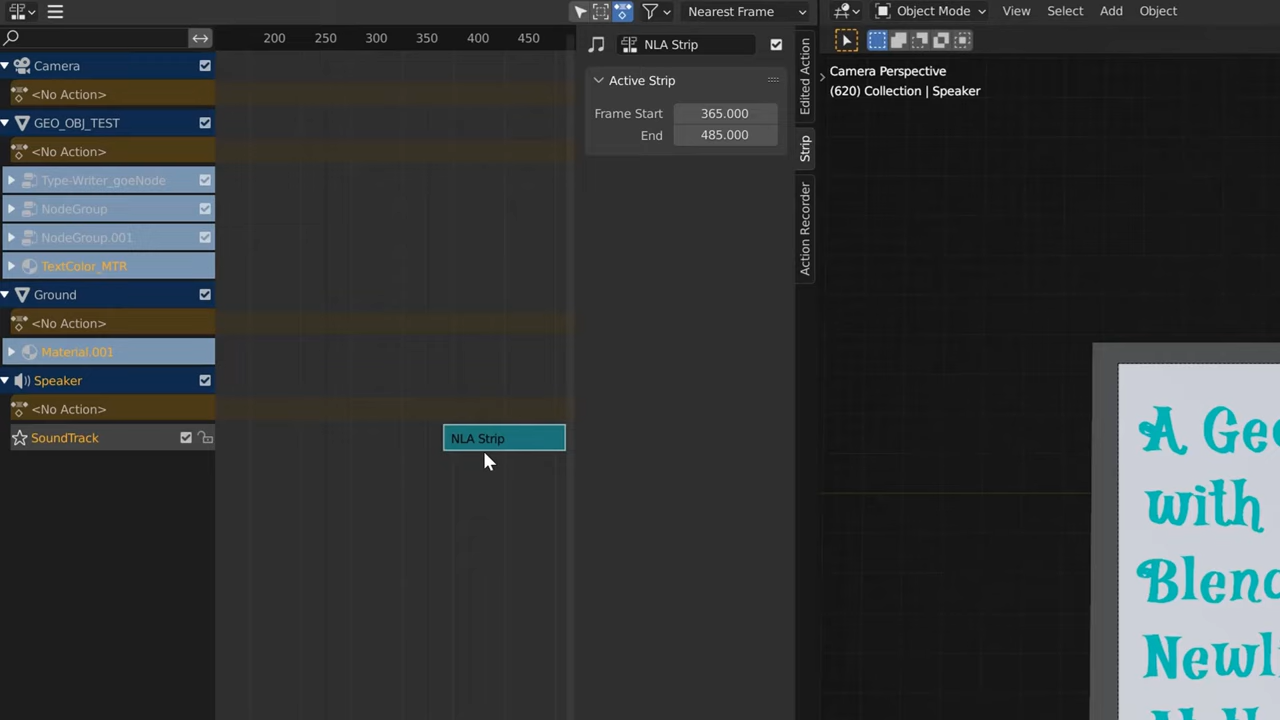 Nearest Frame
Object Mode
View
Select
Add
Object
200
250
300
350
400
450
NLA Strip
Camera
<No Action>
Active Strip
Frame Start
365.000
End
485.000
Edited Action
Strip
Action Recorder
Camera Perspective
(620) Collection | Speaker
GEO_OBJ_TEST
<No Action>
Type-Writer_goeNode
NodeGroup
NodeGroup.001
TextColor_MTR
Ground
<No Action>
Material.001
Speaker
<No Action>
SoundTrack
NLA Strip
A Geo
with
Blend
Newli